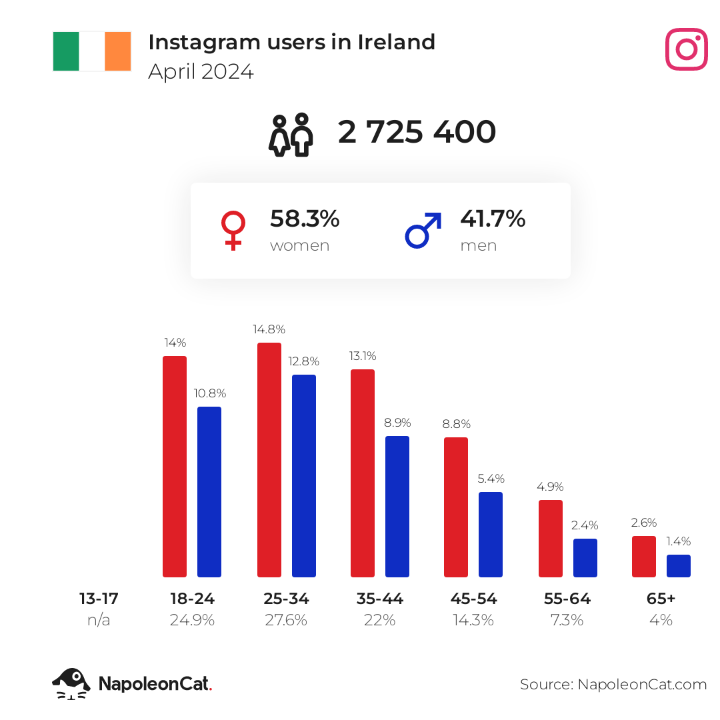 Instagram users in Ireland
April 2024
2 725 400
58.3% 41.7%
women men
14% 10.8% 14.8% 12.8% 13.1% 8.9% 8.8% 5.4% 4.9% 2.4% 2.6% 1.4%
13-17 18-24 25-34 35-44 45-54 55-64 65+
n/a 24.9% 27.6% 22% 14.3% 7.3% 4%
NapoleonCat. Source: NapoleonCat.com